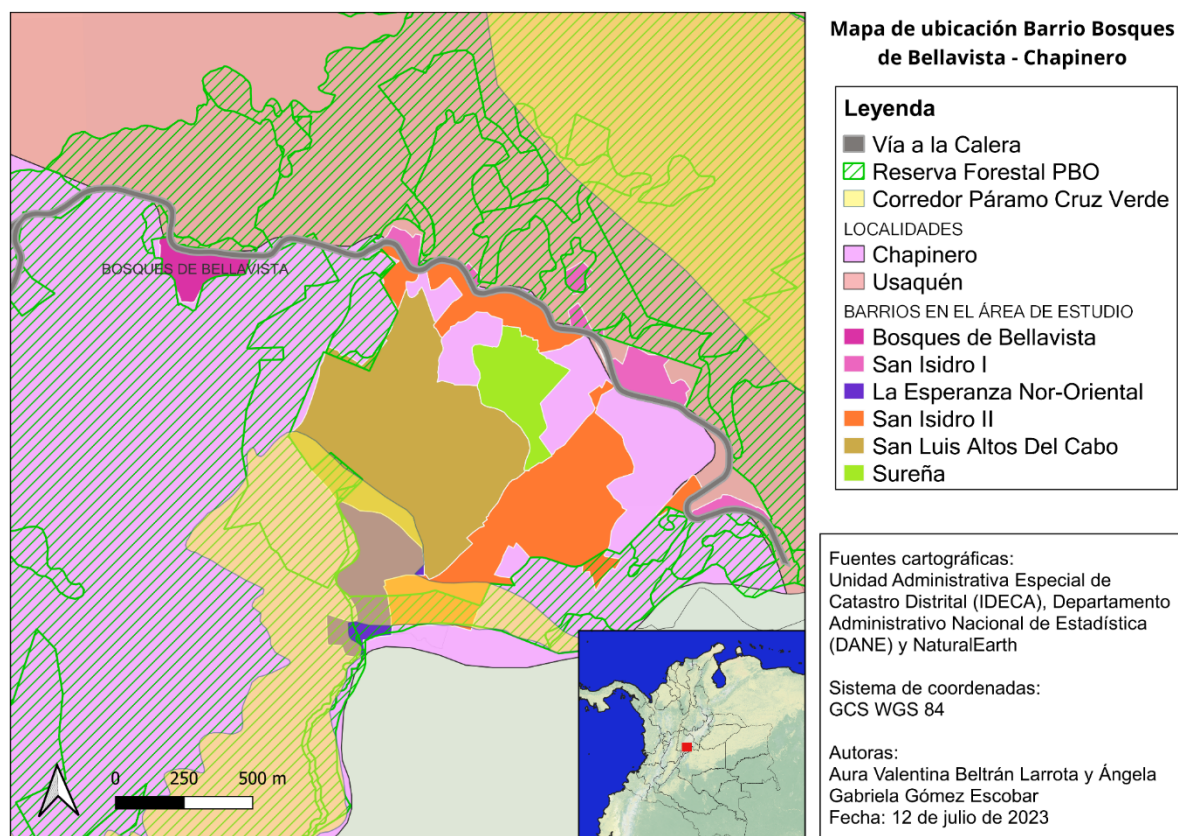 Mapa de ubicación Barrio Bosques
de Bellavista - Chapinero
Leyenda
Vía a la Calera
Reserva Forestal PBO
Corredor Páramo Cruz Verde
LOCALIDADES
Chapinero
Usaquén
BARRIOS EN EL ÁREA DE ESTUDIO
Bosques de Bellavista
San Isidro I
La Esperanza Nor-Oriental
San Isidro II
San Luis Altos Del Cabo
Sureña
BOSQUES DE BELLAVISTA
0 250 500 m
Fuentes cartográficas:
Unidad Administrativa Especial de
Catastro Distrital (IDECA), Departamento
Administrativo Nacional de Estadística
(DANE) y NaturalEarth
Sistema de coordenadas:
GCS WGS 84
Autoras:
Aura Valentina Beltrán Larrota y Ángela
Gabriela Gómez Escobar
Fecha: 12 de julio de 2023